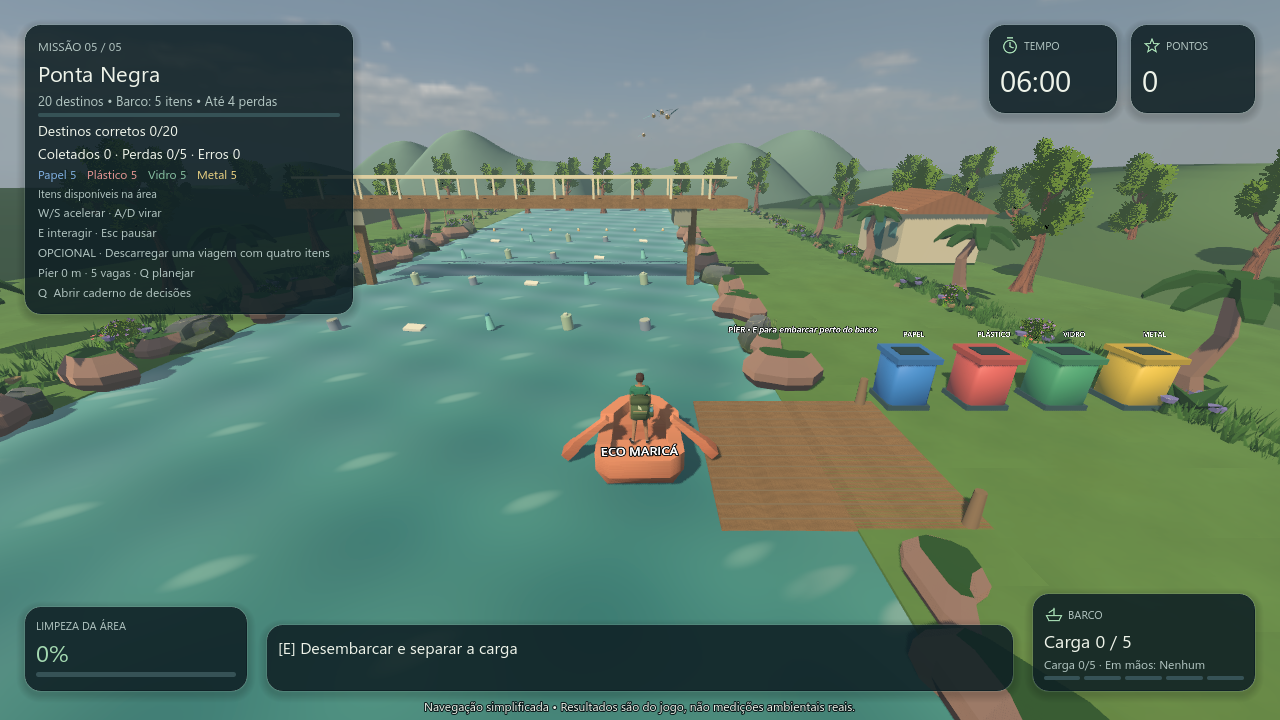 MISSÃO 05 / 05
Ponta Negra
20 destinos • Barco: 5 itens • Até 4 perdas
Destinos corretos 0/20
Coletados 0 · Perdas 0/5 · Erros 0
Papel 5 Plástico 5 Vidro 5 Metal 5
Itens disponíveis na área
W/S acelerar · A/D virar
E interagir · Esc pausar
OPCIONAL · Descarregar uma viagem com quatro itens
Pier 0 m · 5 vagas · Q planejar
Q Abrir caderno de decisões
TEMPO
06:00
PONTOS
0
PÍER • E para embarcar perto do barco
PAPEL
PLÁSTICO
VIDRO
METAL
ECO MARICÁ
LIMPEZA DA ÁREA
0%
[E] Desembarcar e separar a carga
BARCO
Carga 0 / 5
Carga 0/5 · Em mãos: Nenhum
Navegação simplificada • Resultados são do jogo, não medições ambientais reais.